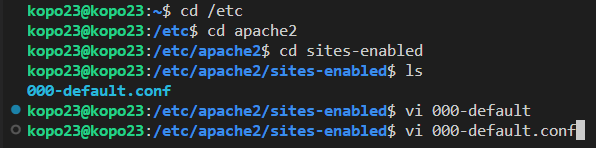 kopo23@kopo23:~$ cd /etc
kopo23@kopo23:/etc$ cd apache2
kopo23@kopo23:/etc/apache2$ cd sites-enabled
kopo23@kopo23:/etc/apache2/sites-enabled$ ls
000-default.conf
kopo23@kopo23:/etc/apache2/sites-enabled$ vi 000-default
kopo23@kopo23:/etc/apache2/sites-enabled$ vi 000-default.conf